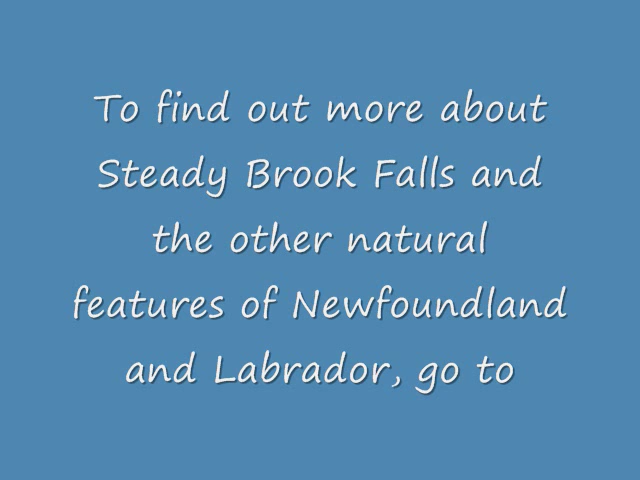 To find out more about
Steady Brook Falls and
the other natural
features of Newfoundland
and Labrador, go to